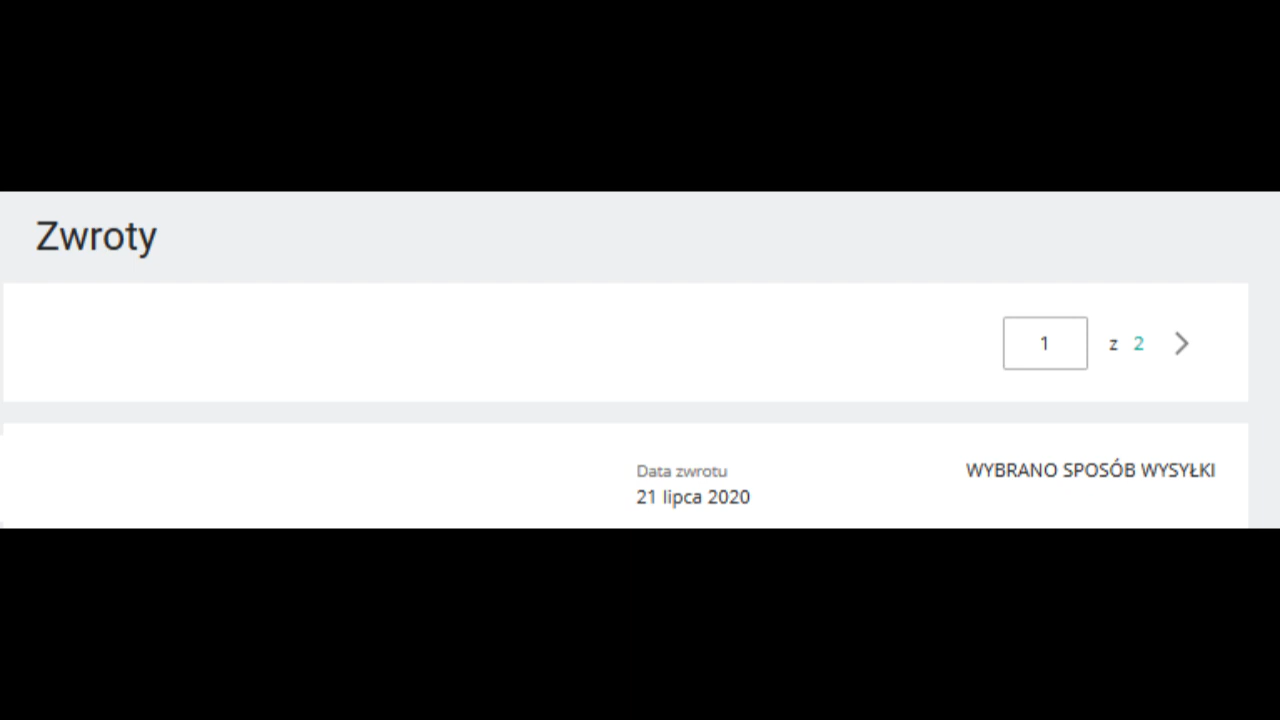 Zwroty
1 z 2
Data zwrotu
21 lipca 2020
WYBRANO SPOSÓB WYSYŁKI